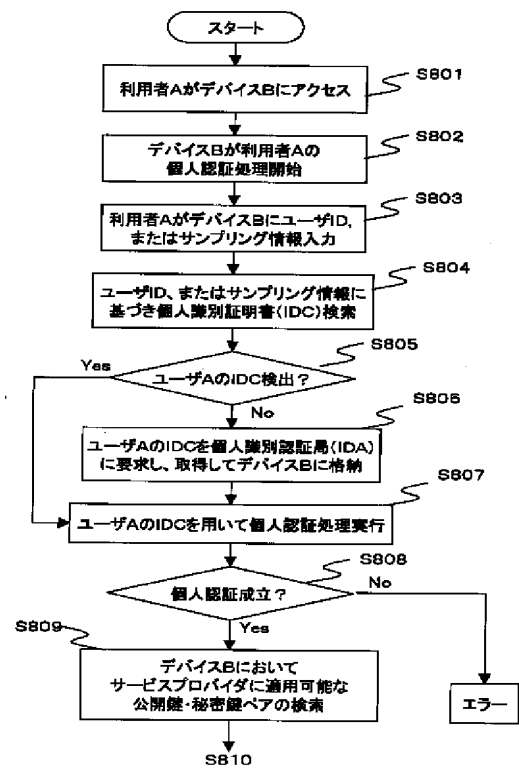 スタート
S801
利用者AがデバイスBにアクセス
S802
デバイスBが利用者Aの
個人認証処理開始
S803
利用者AがデバイスBにユーザID,
またはサンプリング情報入力
S804
ユーザID、またはサンプリング情報に
基づき個人識別証明書(IDC)検索
S805
Yes
ユーザAのIDC検出？
No
S806
ユーザAのIDCを個人識別認証局(IDA)
に要求し、取得してデバイスBに格納
S807
ユーザAのIDCを用いて個人認証処理実行
S808
個人認証成立？
No
Yes
S809
デバイスBにおいて
サービスプロバイダに適用可能な
公開鍵・秘密鍵ペアの検索
エラー
S810